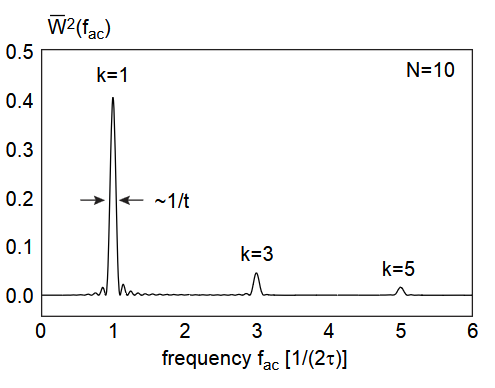 W̅²(f_ac)
0.5
k=1
N=10
0.4
0.3
0.2
~1/t
0.1
k=3
k=5
0.0
0 1 2 3 4 5 6
frequency f_ac [1/(2τ)]